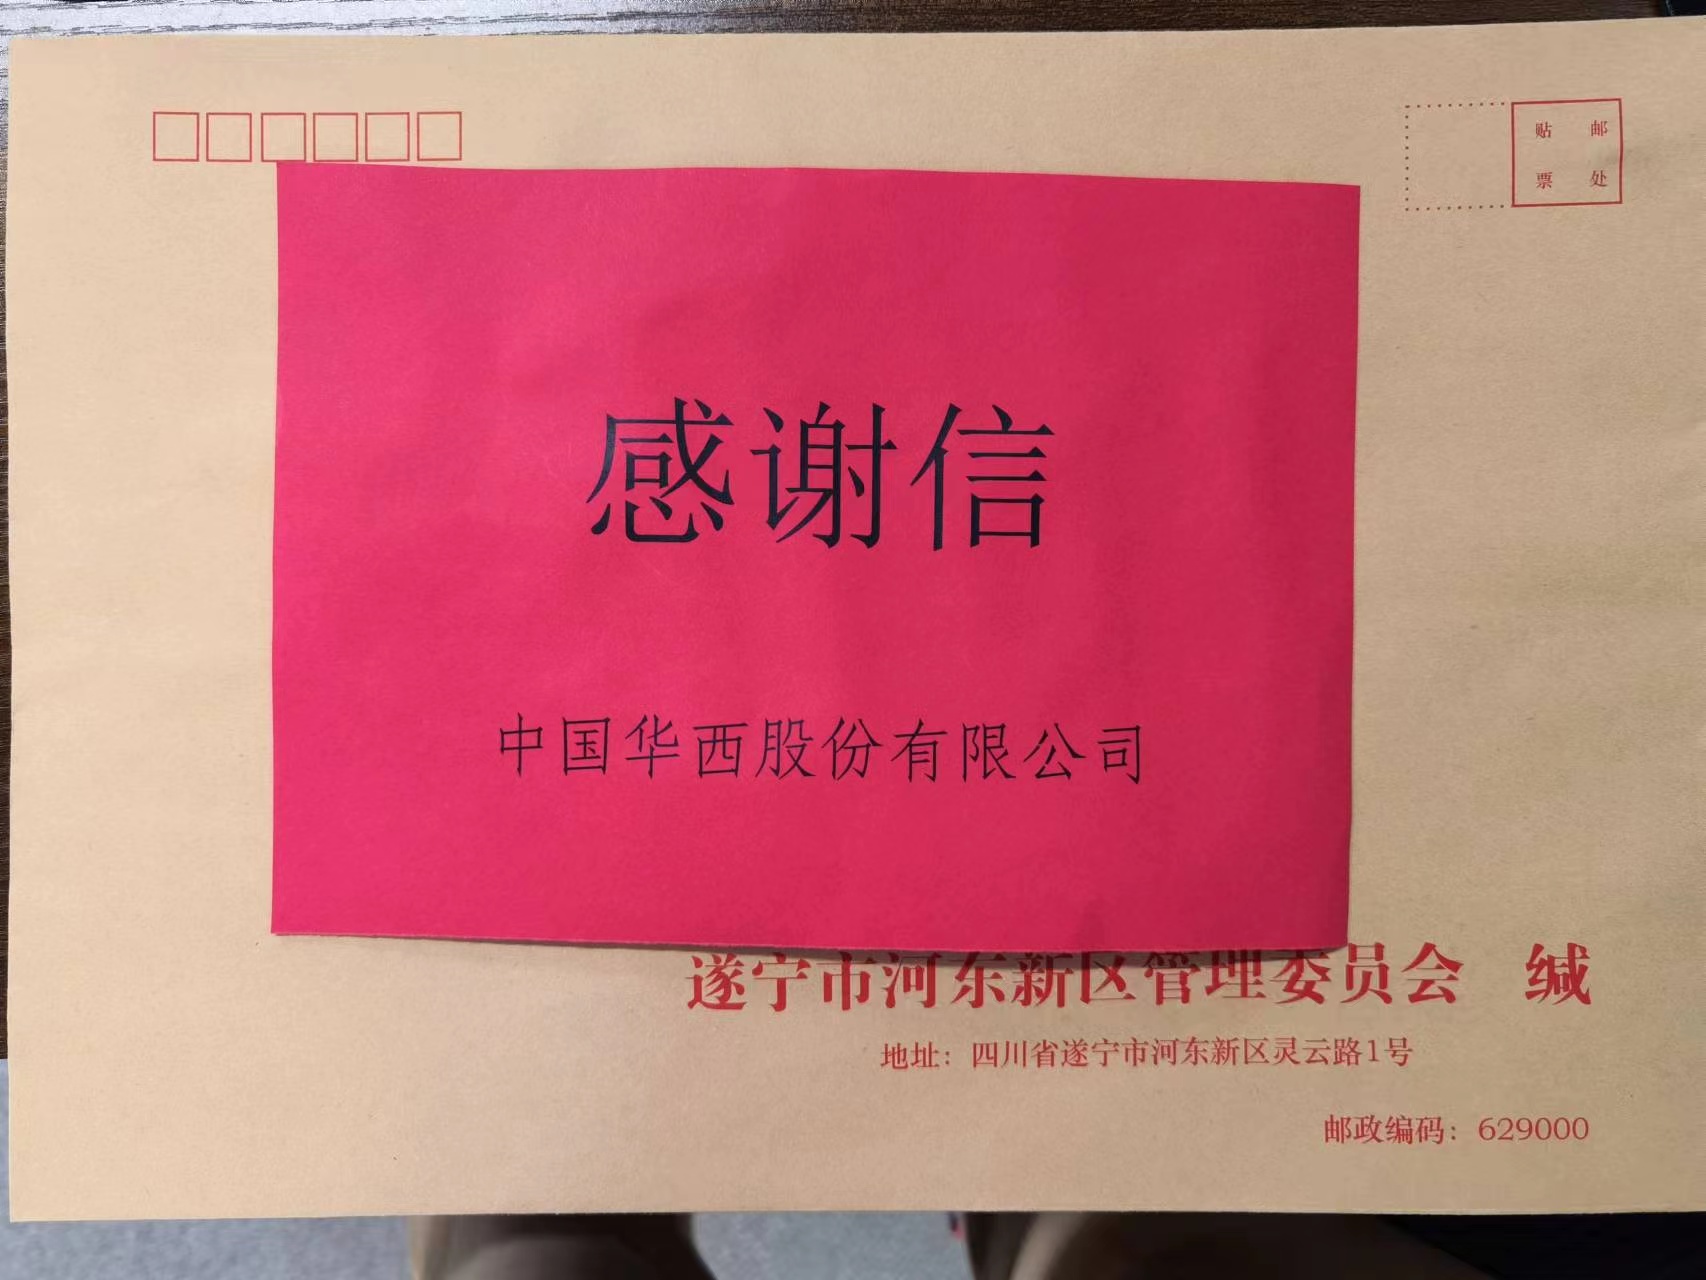 贴 邮
票 处
感谢信
中国华西股份有限公司
遂宁市河东新区管理委员会 缄
地址：四川省遂宁市河东新区灵云路1号
邮政编码：629000